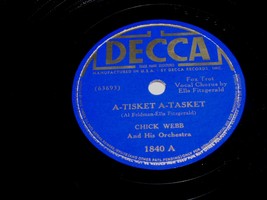 DECCA
MANUFACTURED IN U.S.A. BY DECCA RECORDS, INC.
Fox Trot
Vocal Chorus by
Ella Fitzgerald
(63693)
A-TISKET A-TASKET
(Al Feldman-Ella Fitzgerald)
CHICK WEBB
And His Orchestra
1840 A